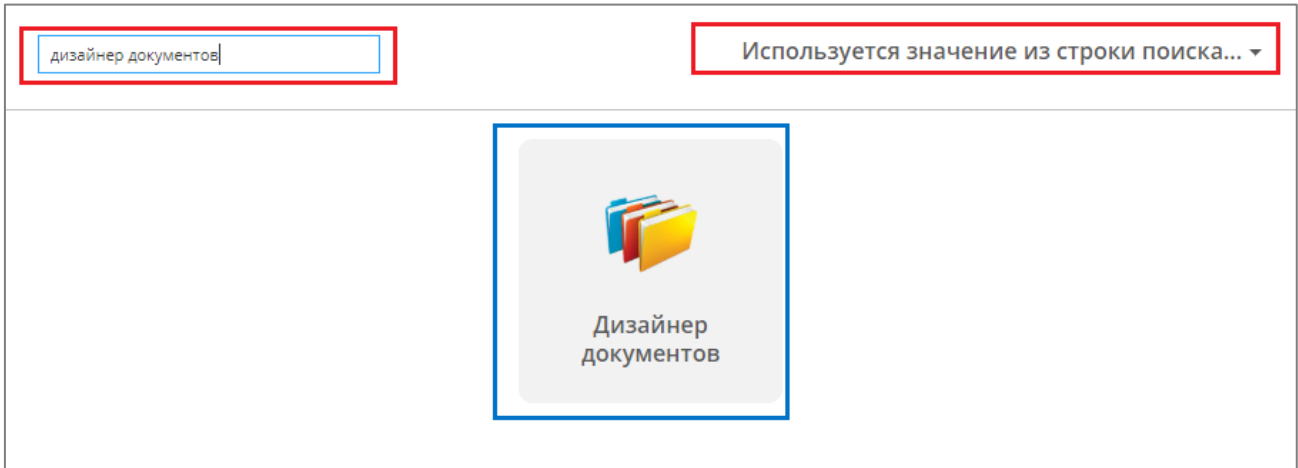 дизайнер документов
Используется значение из строки поиска...
Дизайнер
документов